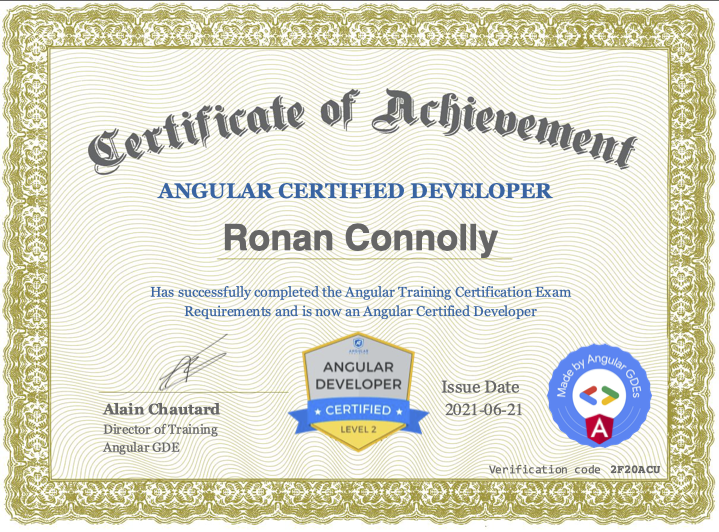 Certificate of Achievement
ANGULAR CERTIFIED DEVELOPER
Ronan Connolly
Has successfully completed the Angular Training Certification Exam
Requirements and is now an Angular Certified Developer
Alain Chautard
Director of Training
Angular GDE
ANGULAR
DEVELOPER
CERTIFIED
LEVEL 2
Issue Date
2021-06-21
Made by Angular GDEs
A
Verification code 2F20ACU